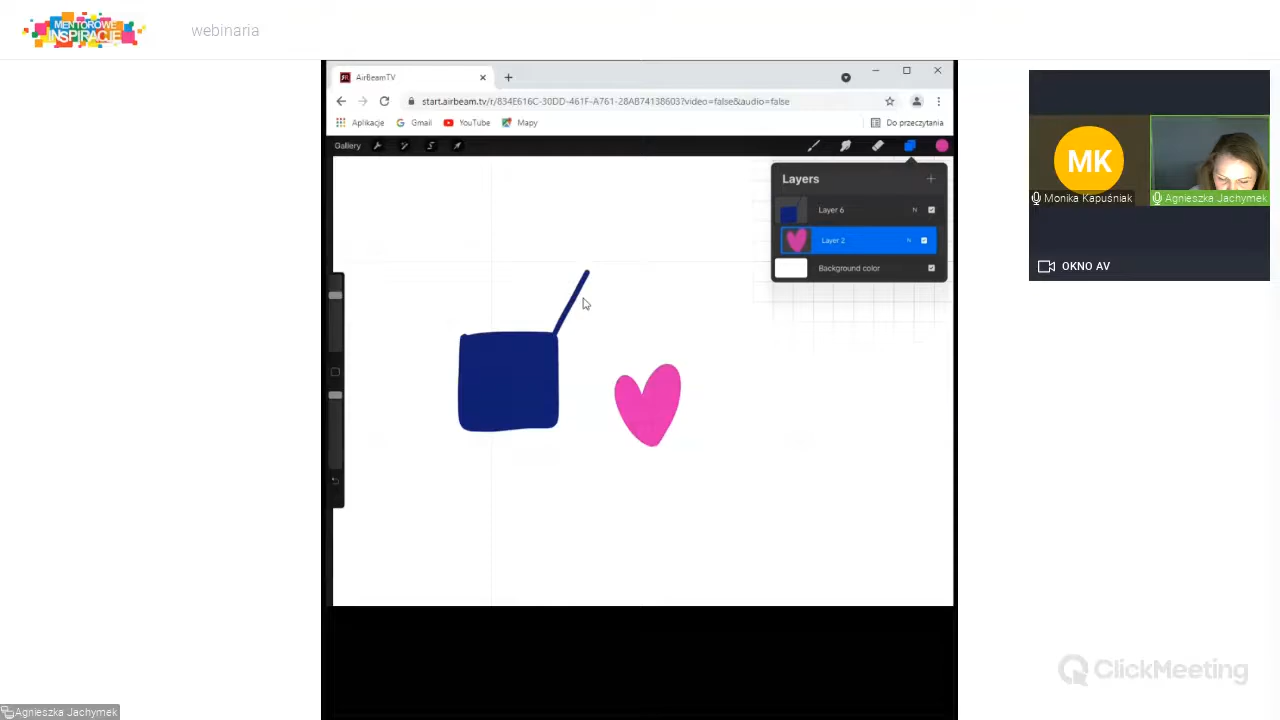 MENTOROWE
INSPIRACJE
webinaria
AirBeamTV
start.airbeam.tv/r/834E616C-30DD-461F-A761-28AB74138603?video=false&audio=false
Aplikacje
Gmail
YouTube
Mapy
Do przeczytania
Gallery
Layers
Layer 6
N
Layer 2
N
Background color
MK
Monika Kapuśniak
Agnieszka Jachymek
OKNO AV
ClickMeeting
Agnieszka Jachymek